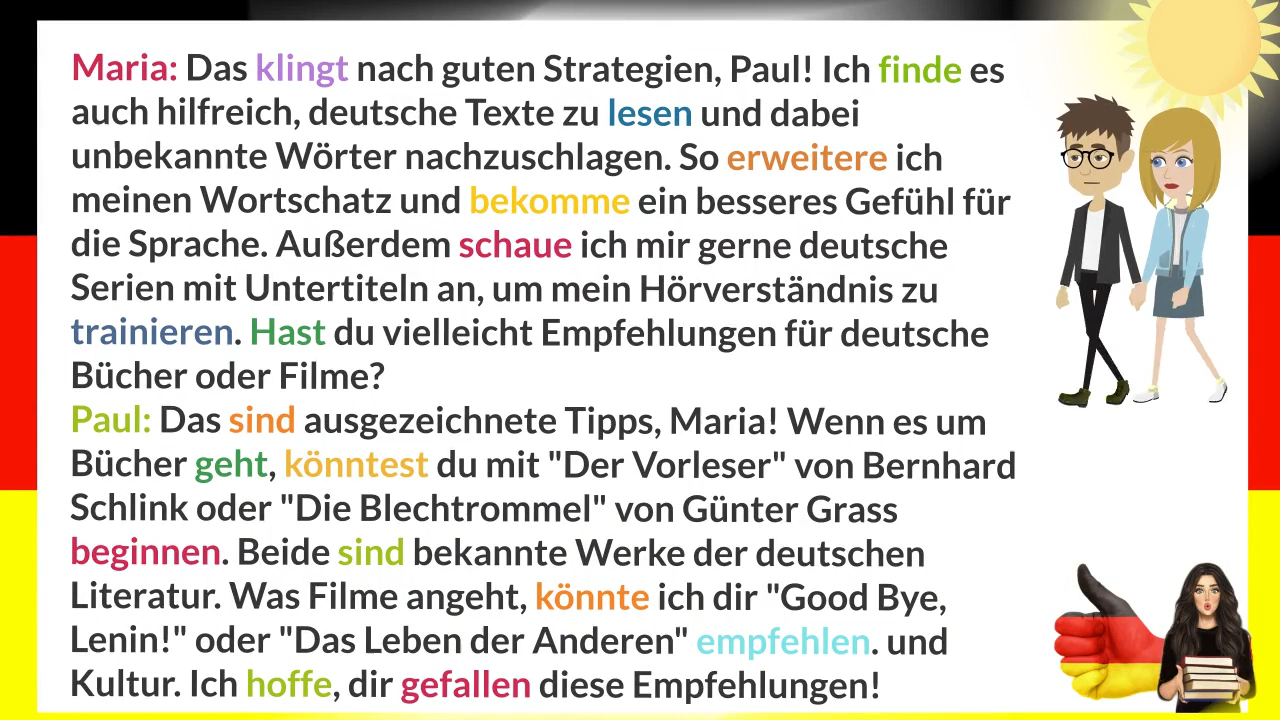 Maria: Das klingt nach guten Strategien, Paul! Ich finde es
auch hilfreich, deutsche Texte zu lesen und dabei
unbekannte Wörter nachzuschlagen. So erweitere ich
meinen Wortschatz und bekomme ein besseres Gefühl für
die Sprache. Außerdem schaue ich mir gerne deutsche
Serien mit Untertiteln an, um mein Hörverständnis zu
trainieren. Hast du vielleicht Empfehlungen für deutsche
Bücher oder Filme?
Paul: Das sind ausgezeichnete Tipps, Maria! Wenn es um
Bücher geht, könntest du mit "Der Vorleser" von Bernhard
Schlink oder "Die Blechtrommel" von Günter Grass
beginnen. Beide sind bekannte Werke der deutschen
Literatur. Was Filme angeht, könnte ich dir "Good Bye,
Lenin!" oder "Das Leben der Anderen" empfehlen. und
Kultur. Ich hoffe, dir gefallen diese Empfehlungen!